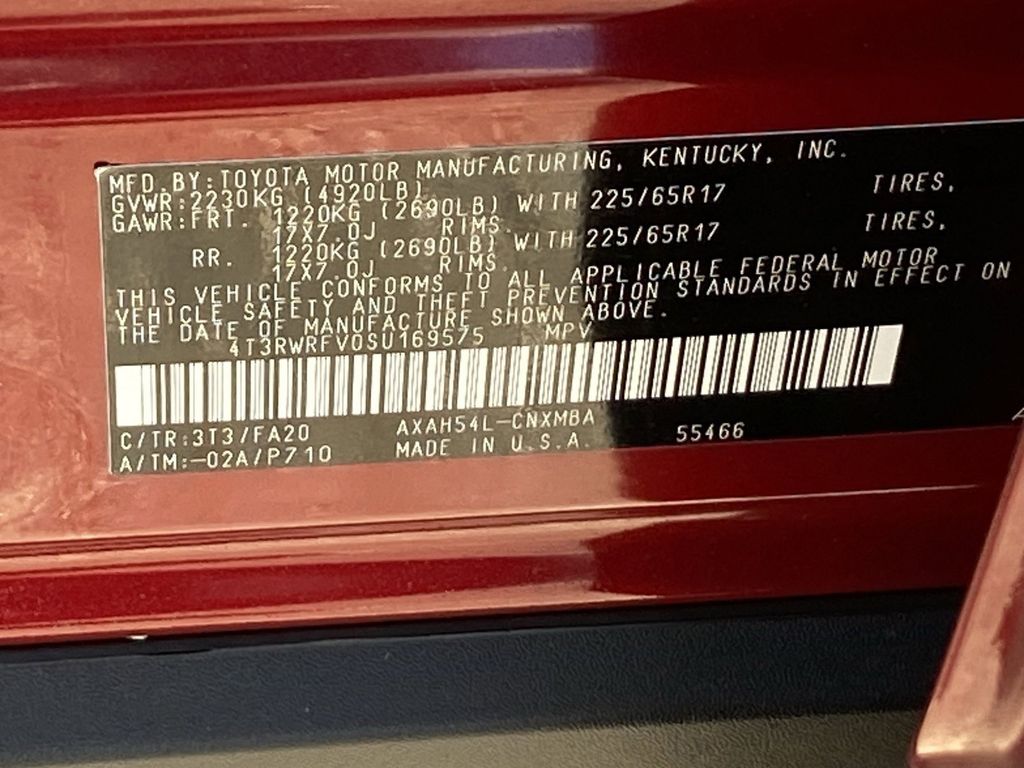 MFD.BY:TOYOTA MOTOR MANUFACTURING, KENTUCKY, INC.
GVWR:2230KG (4920LB)
GAWR:FRT. 1220KG (2690LB) WITH 225/65R17 TIRES,
17X7.0J RIMS.
RR. 1220KG (2690LB) WITH 225/65R17 TIRES,
17X7.0J RIMS.
THIS VEHICLE CONFORMS TO ALL APPLICABLE FEDERAL MOTOR
VEHICLE SAFETY AND THEFT PREVENTION STANDARDS IN EFFECT ON
THE DATE OF MANUFACTURE SHOWN ABOVE.
4T3RWRFV0SU169575 MPV
C/TR:3T3/FA20 AXAH54L-CNXMBA 55466
A/TM:-02A/P710 MADE IN U.S.A.